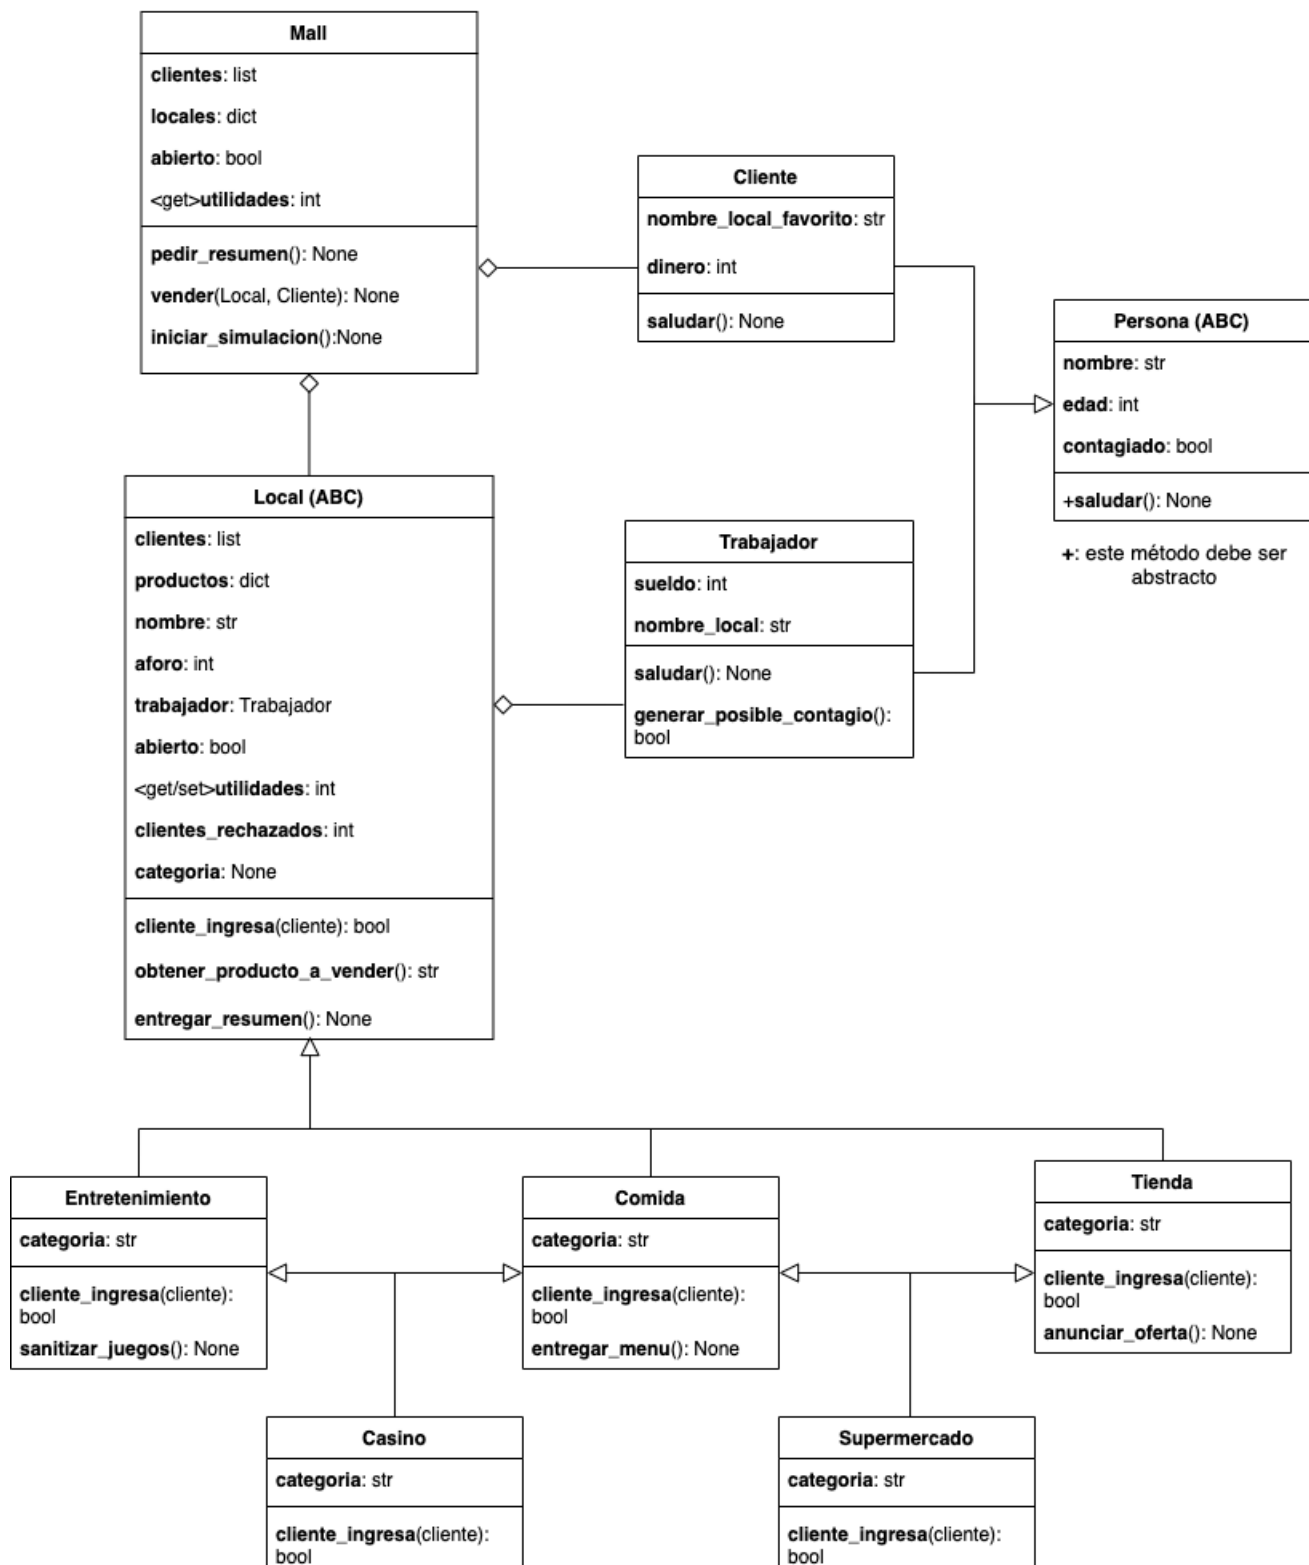 Mall
clientes: list
locales: dict
abierto: bool
<get>utilidades: int
pedir_resumen(): None
vender(Local, Cliente): None
iniciar_simulacion():None
Cliente
nombre_local_favorito: str
dinero: int
saludar(): None
Persona (ABC)
nombre: str
edad: int
contagiado: bool
+saludar(): None
+: este método debe ser
abstracto
Local (ABC)
clientes: list
productos: dict
nombre: str
aforo: int
trabajador: Trabajador
abierto: bool
<get/set>utilidades: int
clientes_rechazados: int
categoria: None
cliente_ingresa(cliente): bool
obtener_producto_a_vender(): str
entregar_resumen(): None
Trabajador
sueldo: int
nombre_local: str
saludar(): None
generar_posible_contagio():
bool
Entretenimiento
categoria: str
cliente_ingresa(cliente):
bool
sanitizar_juegos(): None
Comida
categoria: str
cliente_ingresa(cliente):
bool
entregar_menu(): None
Tienda
categoria: str
cliente_ingresa(cliente):
bool
anunciar_oferta(): None
Casino
categoria: str
cliente_ingresa(cliente):
bool
Supermercado
categoria: str
cliente_ingresa(cliente):
bool